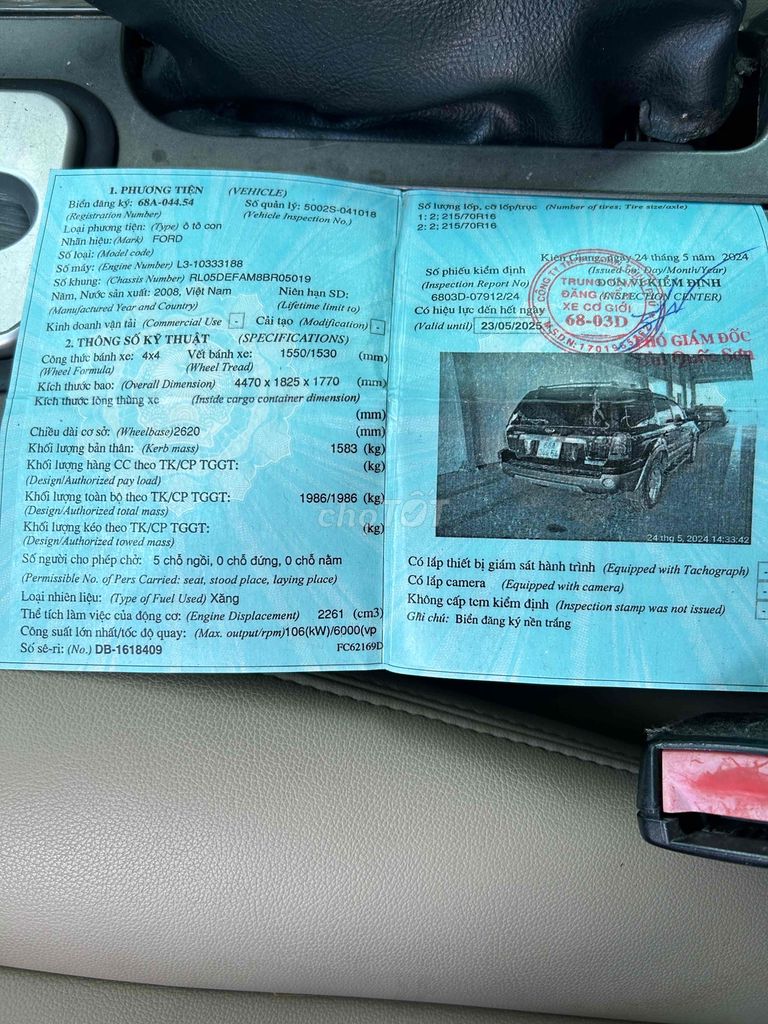 1. PHƯƠNG TIỆN (VEHICLE)
Biển đăng ký: 68A-044.54 Số quản lý: 5002S-041018
(Registration Number) (Vehicle Inspection No.)
Loại phương tiện: (Type) ô tô con
Nhãn hiệu: (Mark) FORD
Số loại: (Model code)
Số máy: (Engine Number) L3-10333188
Số khung: (Chassis Number) RL05DEFAM8BR05019
Năm, Nước sản xuất: 2008, Việt Nam Niên hạn SD:
(Manufactured Year and Country) (Lifetime limit to)
Kinh doanh vận tải (Commercial Use) - Cải tạo (Modification) -
2. THÔNG SỐ KỸ THUẬT (SPECIFICATIONS)
Công thức bánh xe: 4x4 Vết bánh xe: 1550/1530 (mm)
(Wheel Formula) (Wheel Tread)
Kích thước bao: (Overall Dimension) 4470 x 1825 x 1770 (mm)
Kích thước lòng thùng xe (Inside cargo container dimension)
(mm)
Chiều dài cơ sở: (Wheelbase) 2620 (mm)
Khối lượng bản thân: (Kerb mass) 1583 (kg)
Khối lượng hàng CC theo TK/CP TGGT: (kg)
(Design/Authorized pay load)
Khối lượng toàn bộ theo TK/CP TGGT: 1986/1986 (kg)
(Design/Authorized total mass)
Khối lượng kéo theo TK/CP TGGT: (kg)
(Design/Authorized towed mass)
Số người cho phép chở: 5 chỗ ngồi, 0 chỗ đứng, 0 chỗ nằm
(Permissible No. of Pers Carried: seat, stood place, laying place)
Loại nhiên liệu: (Type of Fuel Used) Xăng
Thể tích làm việc của động cơ: (Engine Displacement) 2261 (cm3)
Công suất lớn nhất/tốc độ quay: (Max. output/rpm) 106(kW)/6000(vp
Số sê-ri: (No.) DB-1618409 FC62169D
Số lượng lốp, cỡ lốp/trục (Number of tires; Tire size/axle)
1: 2; 215/70R16
2: 2; 215/70R16
Kiên Giang, ngày 24 tháng 5 năm 2024
Số phiếu kiểm định (Issued on: Day/Month/Year)
(Inspection Report No) ĐƠN VỊ KIỂM ĐỊNH
6803D-07912/24 (INSPECTION CENTER)
Có hiệu lực đến hết ngày
(Valid until) 23/05/2025
TRUNG
ĐĂNG
XE CƠ GIỚI
68-03D
PHÓ GIÁM ĐỐC
Quốc Sơn
24 thg 5, 2024 14:33:42
Có lắp thiết bị giám sát hành trình (Equipped with Tachograph)
Có lắp camera (Equipped with camera)
Không cấp tem kiểm định (Inspection stamp was not issued)
Ghi chú: Biển đăng ký nền trắng
choTỐT